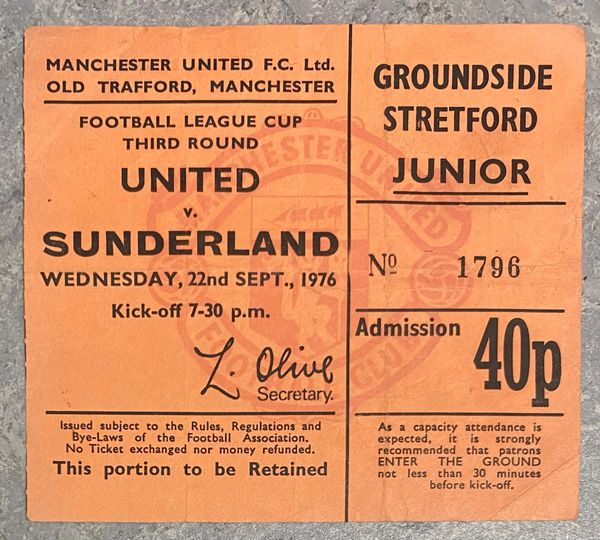 MANCHESTER UNITED F.C. Ltd.
OLD TRAFFORD, MANCHESTER
FOOTBALL LEAGUE CUP
THIRD ROUND
UNITED
v.
SUNDERLAND
WEDNESDAY, 22nd SEPT., 1976
Kick-off 7-30 p.m.
L. Olive
Secretary.
Issued subject to the Rules, Regulations and
Bye-Laws of the Football Association.
No Ticket exchanged nor money refunded.
This portion to be Retained
GROUNDSIDE
STRETFORD
JUNIOR
Nº 1796
Admission 40p
As a capacity attendance is
expected, it is strongly
recommended that patrons
ENTER THE GROUND
not less than 30 minutes
before kick-off.
MANCHESTER UNITED
FOOTBALL CLUB